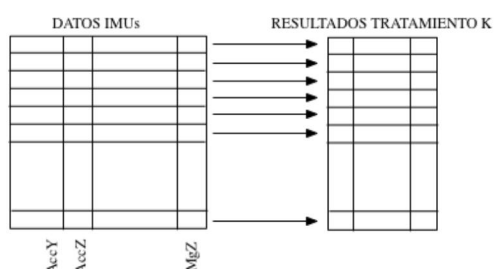 DATOS IMUs
RESULTADOS TRATAMIENTO K
AccY
AccZ
MgZ